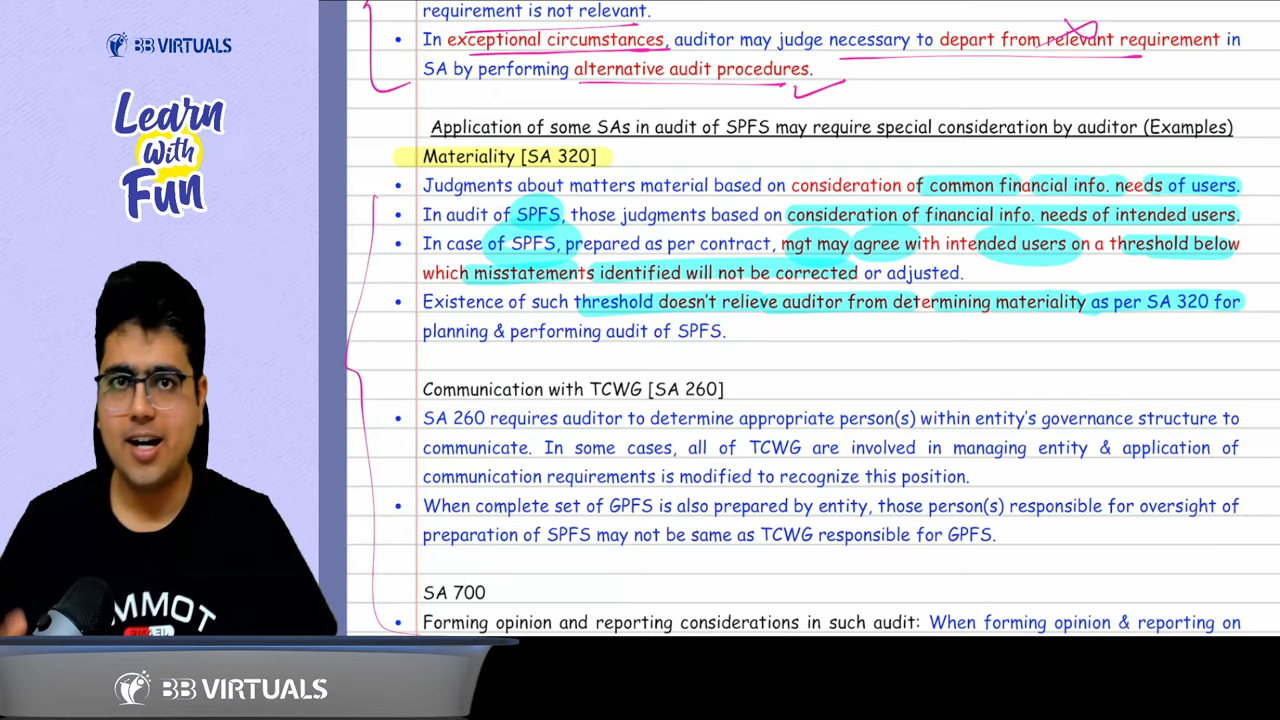 BB VIRTUALS
Learn
With
Fun
requirement is not relevant.
• In exceptional circumstances, auditor may judge necessary to depart from relevant requirement in
SA by performing alternative audit procedures.
Application of some SAs in audit of SPFS may require special consideration by auditor (Examples)
Materiality [SA 320]
• Judgments about matters material based on consideration of common financial info. needs of users.
• In audit of SPFS, those judgments based on consideration of financial info. needs of intended users.
• In case of SPFS, prepared as per contract, mgt may agree with intended users on a threshold below
which misstatements identified will not be corrected or adjusted.
• Existence of such threshold doesn't relieve auditor from determining materiality as per SA 320 for
planning & performing audit of SPFS.
Communication with TCWG [SA 260]
• SA 260 requires auditor to determine appropriate person(s) within entity's governance structure to
communicate. In some cases, all of TCWG are involved in managing entity & application of
communication requirements is modified to recognize this position.
• When complete set of GPFS is also prepared by entity, those person(s) responsible for oversight of
preparation of SPFS may not be same as TCWG responsible for GPFS.
SA 700
• Forming opinion and reporting considerations in such audit: When forming opinion & reporting on
MMOT
BB VIRTUALS